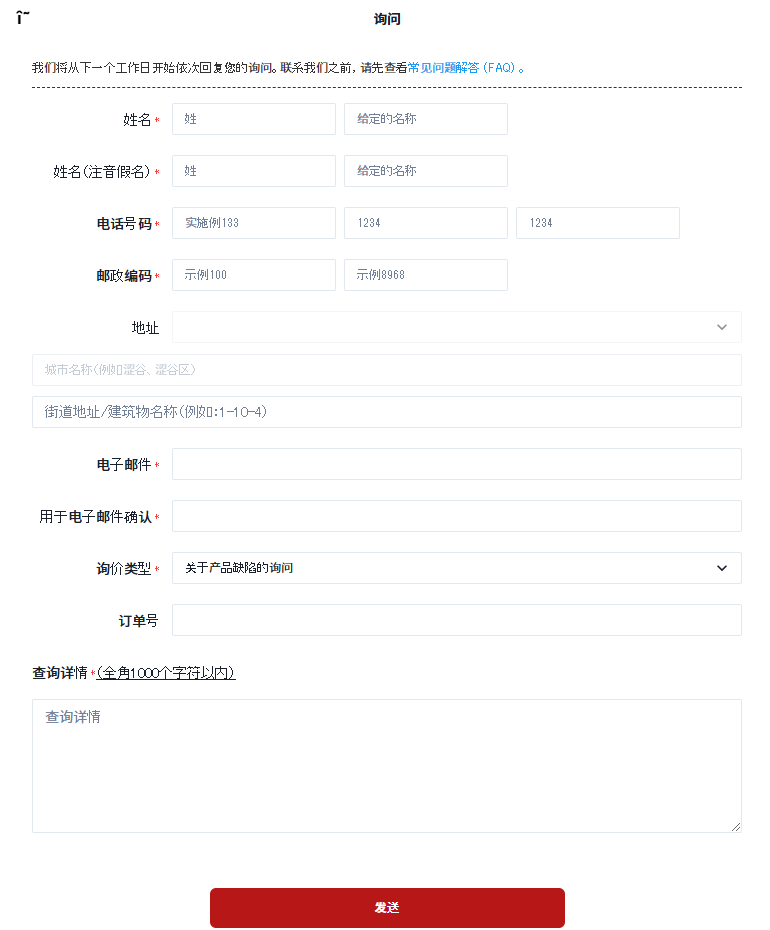 询问
我们将从下一个工作日开始依次回复您的询问。联系我们之前，请先查看常见问题解答（FAQ）。
姓名* 姓 给定的名称
姓名（注音假名）* 姓 给定的名称
电话号码* 实施例133 1234 1234
邮政编码* 示例100 示例8968
地址
城市名称（例如涩谷、涩谷区）
街道地址/建筑物名称（例如：1-10-4）
电子邮件*
用于电子邮件确认*
询价类型* 关于产品缺陷的询问
订单号
查询详情*（全角1000个字符以内）
查询详情
发送